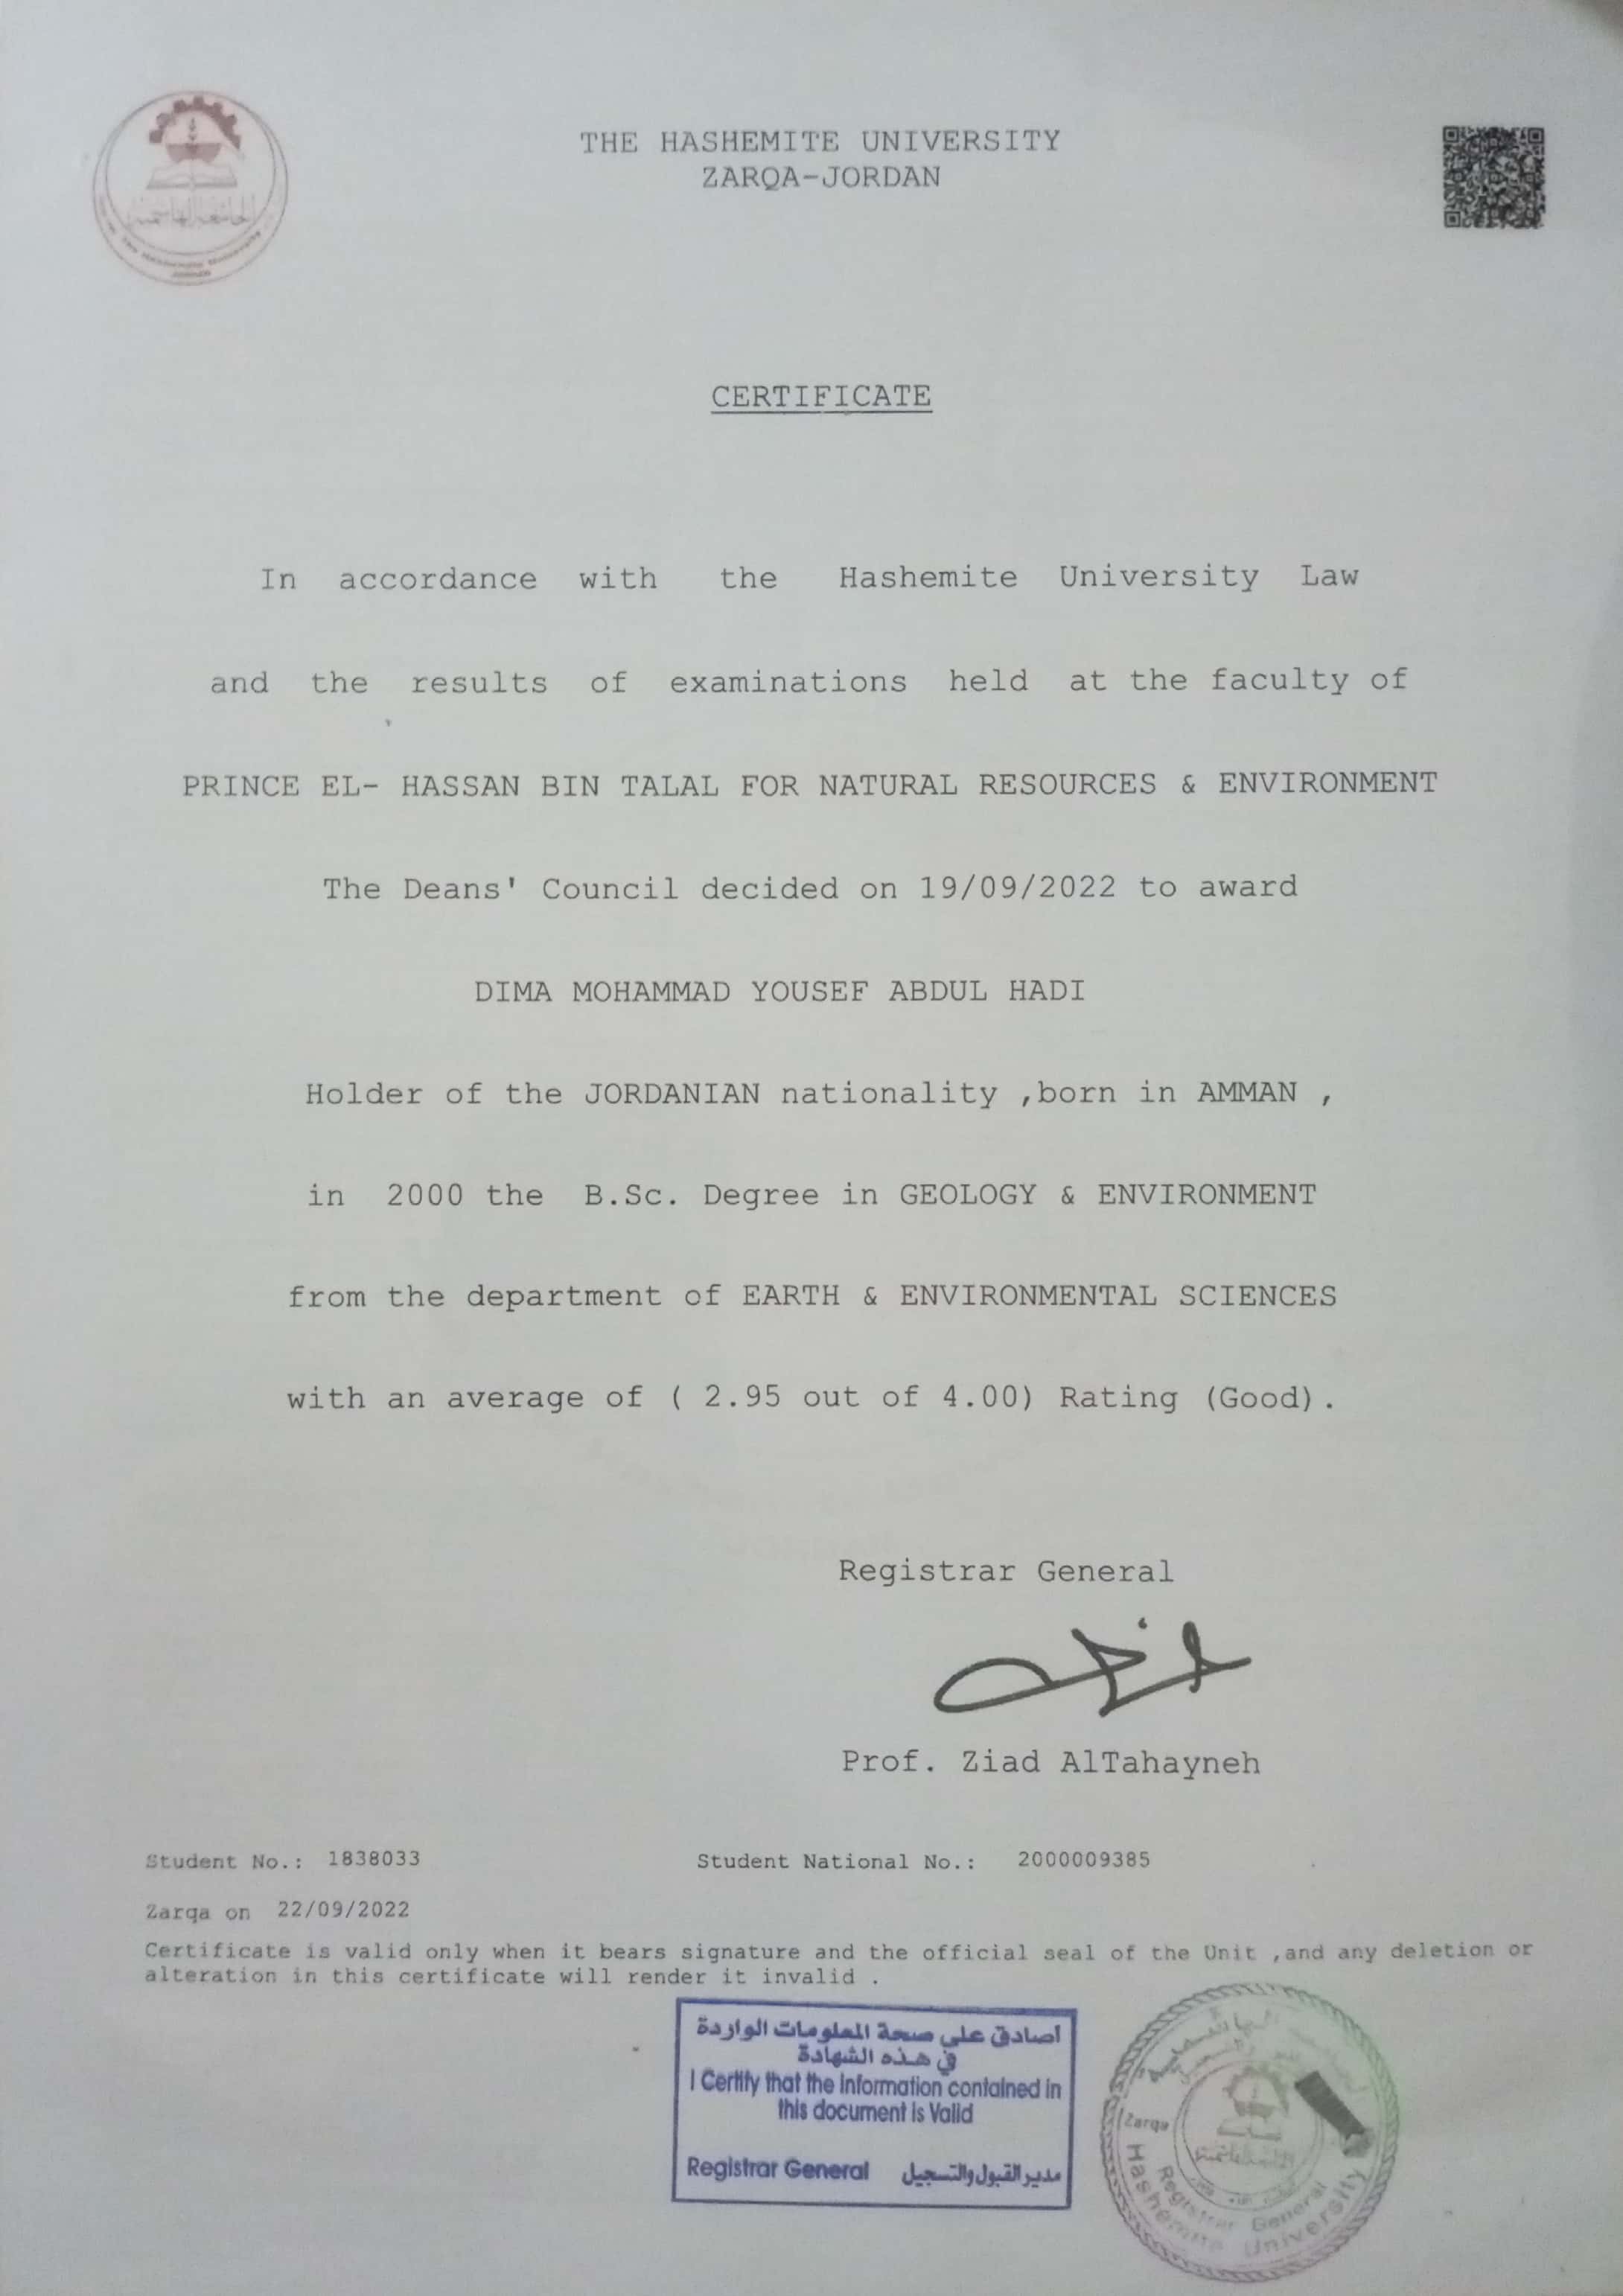 THE HASHEMITE UNIVERSITY
ZARQA-JORDAN
الجامعة الهاشمية
CERTIFICATE
In accordance with the Hashemite University Law
and the results of examinations held at the faculty of
PRINCE EL- HASSAN BIN TALAL FOR NATURAL RESOURCES & ENVIRONMENT
The Deans' Council decided on 19/09/2022 to award
DIMA MOHAMMAD YOUSEF ABDUL HADI
Holder of the JORDANIAN nationality ,born in AMMAN ,
in 2000 the B.Sc. Degree in GEOLOGY & ENVIRONMENT
from the department of EARTH & ENVIRONMENTAL SCIENCES
with an average of ( 2.95 out of 4.00) Rating (Good).
Registrar General
Prof. Ziad AlTahayneh
Student No.: 1838033 Student National No.: 2000009385
Zarqa on 22/09/2022
Certificate is valid only when it bears signature and the official seal of the Unit ,and any deletion or
alteration in this certificate will render it invalid .
أصادق على صحة المعلومات الواردة
في هذه الشهادة
I Certify that the Information contained in
this document is Valid
Registrar General مدير القبول والتسجيل
Zarqa
Registrar General
Hashemite University